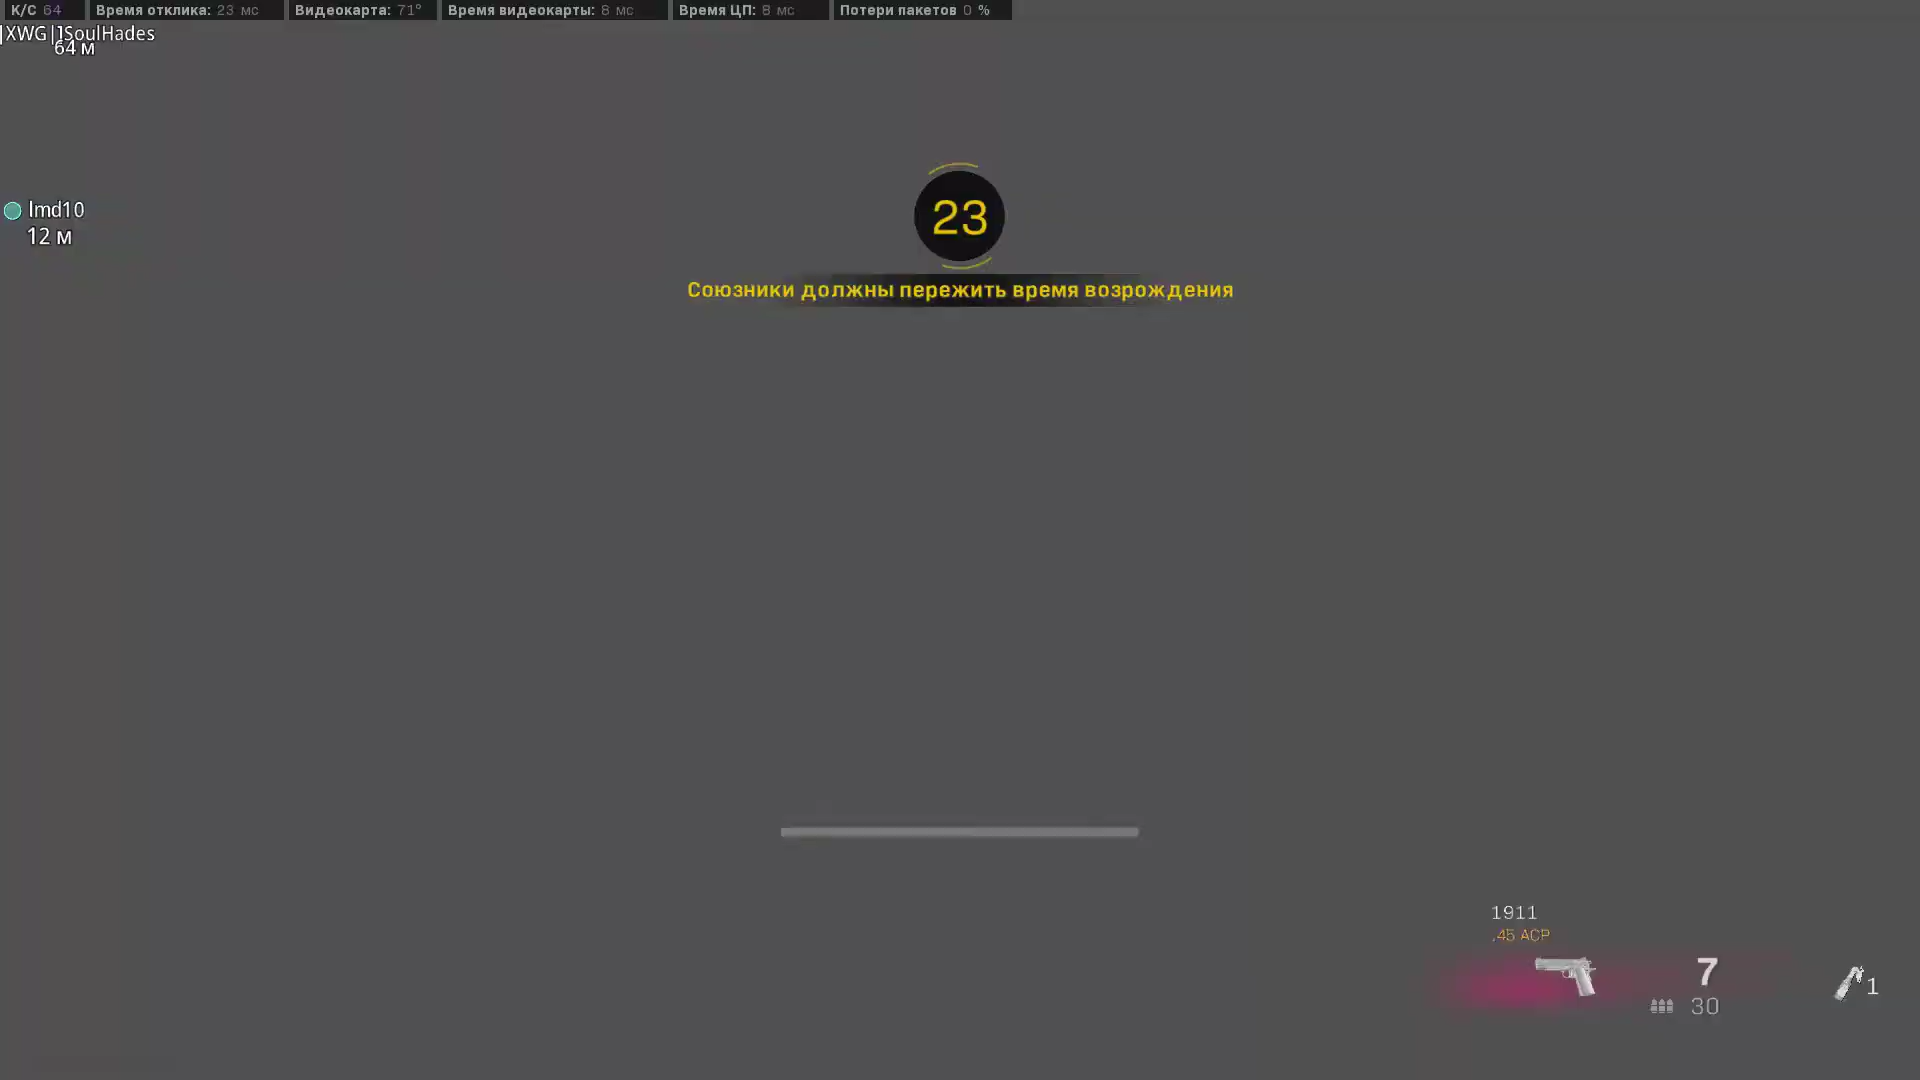 К/С 64 Время отклика: 23 мс Видеокарта: 71° Время видеокарты: 8 мс Время ЦП: 8 мс Потери пакетов 0 %
|XWG|]SoulHades
64 м
lmd10
12 м
23
Союзники должны пережить время возрождения
1911
.45 ACP
7
30
1